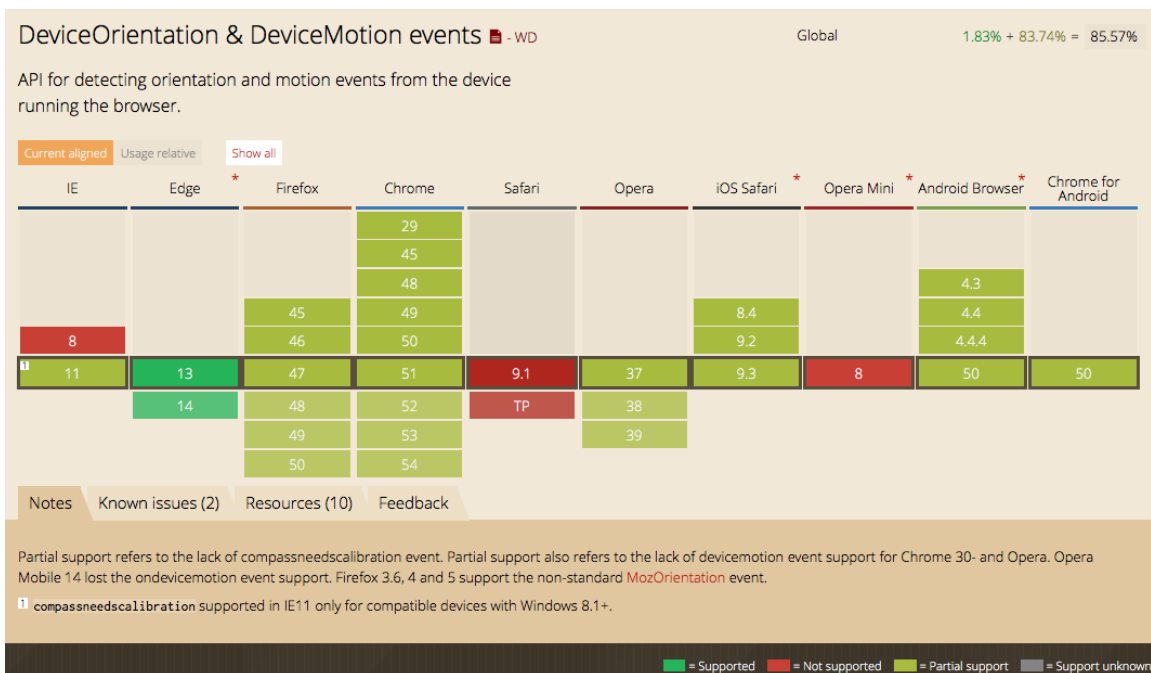 DeviceOrientation & DeviceMotion events - WD
Global
1.83% + 83.74% = 85.57%
API for detecting orientation and motion events from the device
running the browser.
Current aligned Usage relative Show all
IE Edge * Firefox Chrome Safari Opera iOS Safari * Opera Mini * Android Browser * Chrome for Android
29
45
48 4.3
45 49 8.4 4.4
8 46 50 9.2 4.4.4
1 11 13 47 51 9.1 37 9.3 8 50 50
14 48 52 TP 38
49 53 39
50 54
Notes Known issues (2) Resources (10) Feedback
Partial support refers to the lack of compassneedscalibration event. Partial support also refers to the lack of devicemotion event support for Chrome 30- and Opera. Opera
Mobile 14 lost the ondevicemotion event support. Firefox 3.6, 4 and 5 support the non-standard MozOrientation event.
1 compassneedscalibration supported in IE11 only for compatible devices with Windows 8.1+.
= Supported = Not supported = Partial support = Support unknown